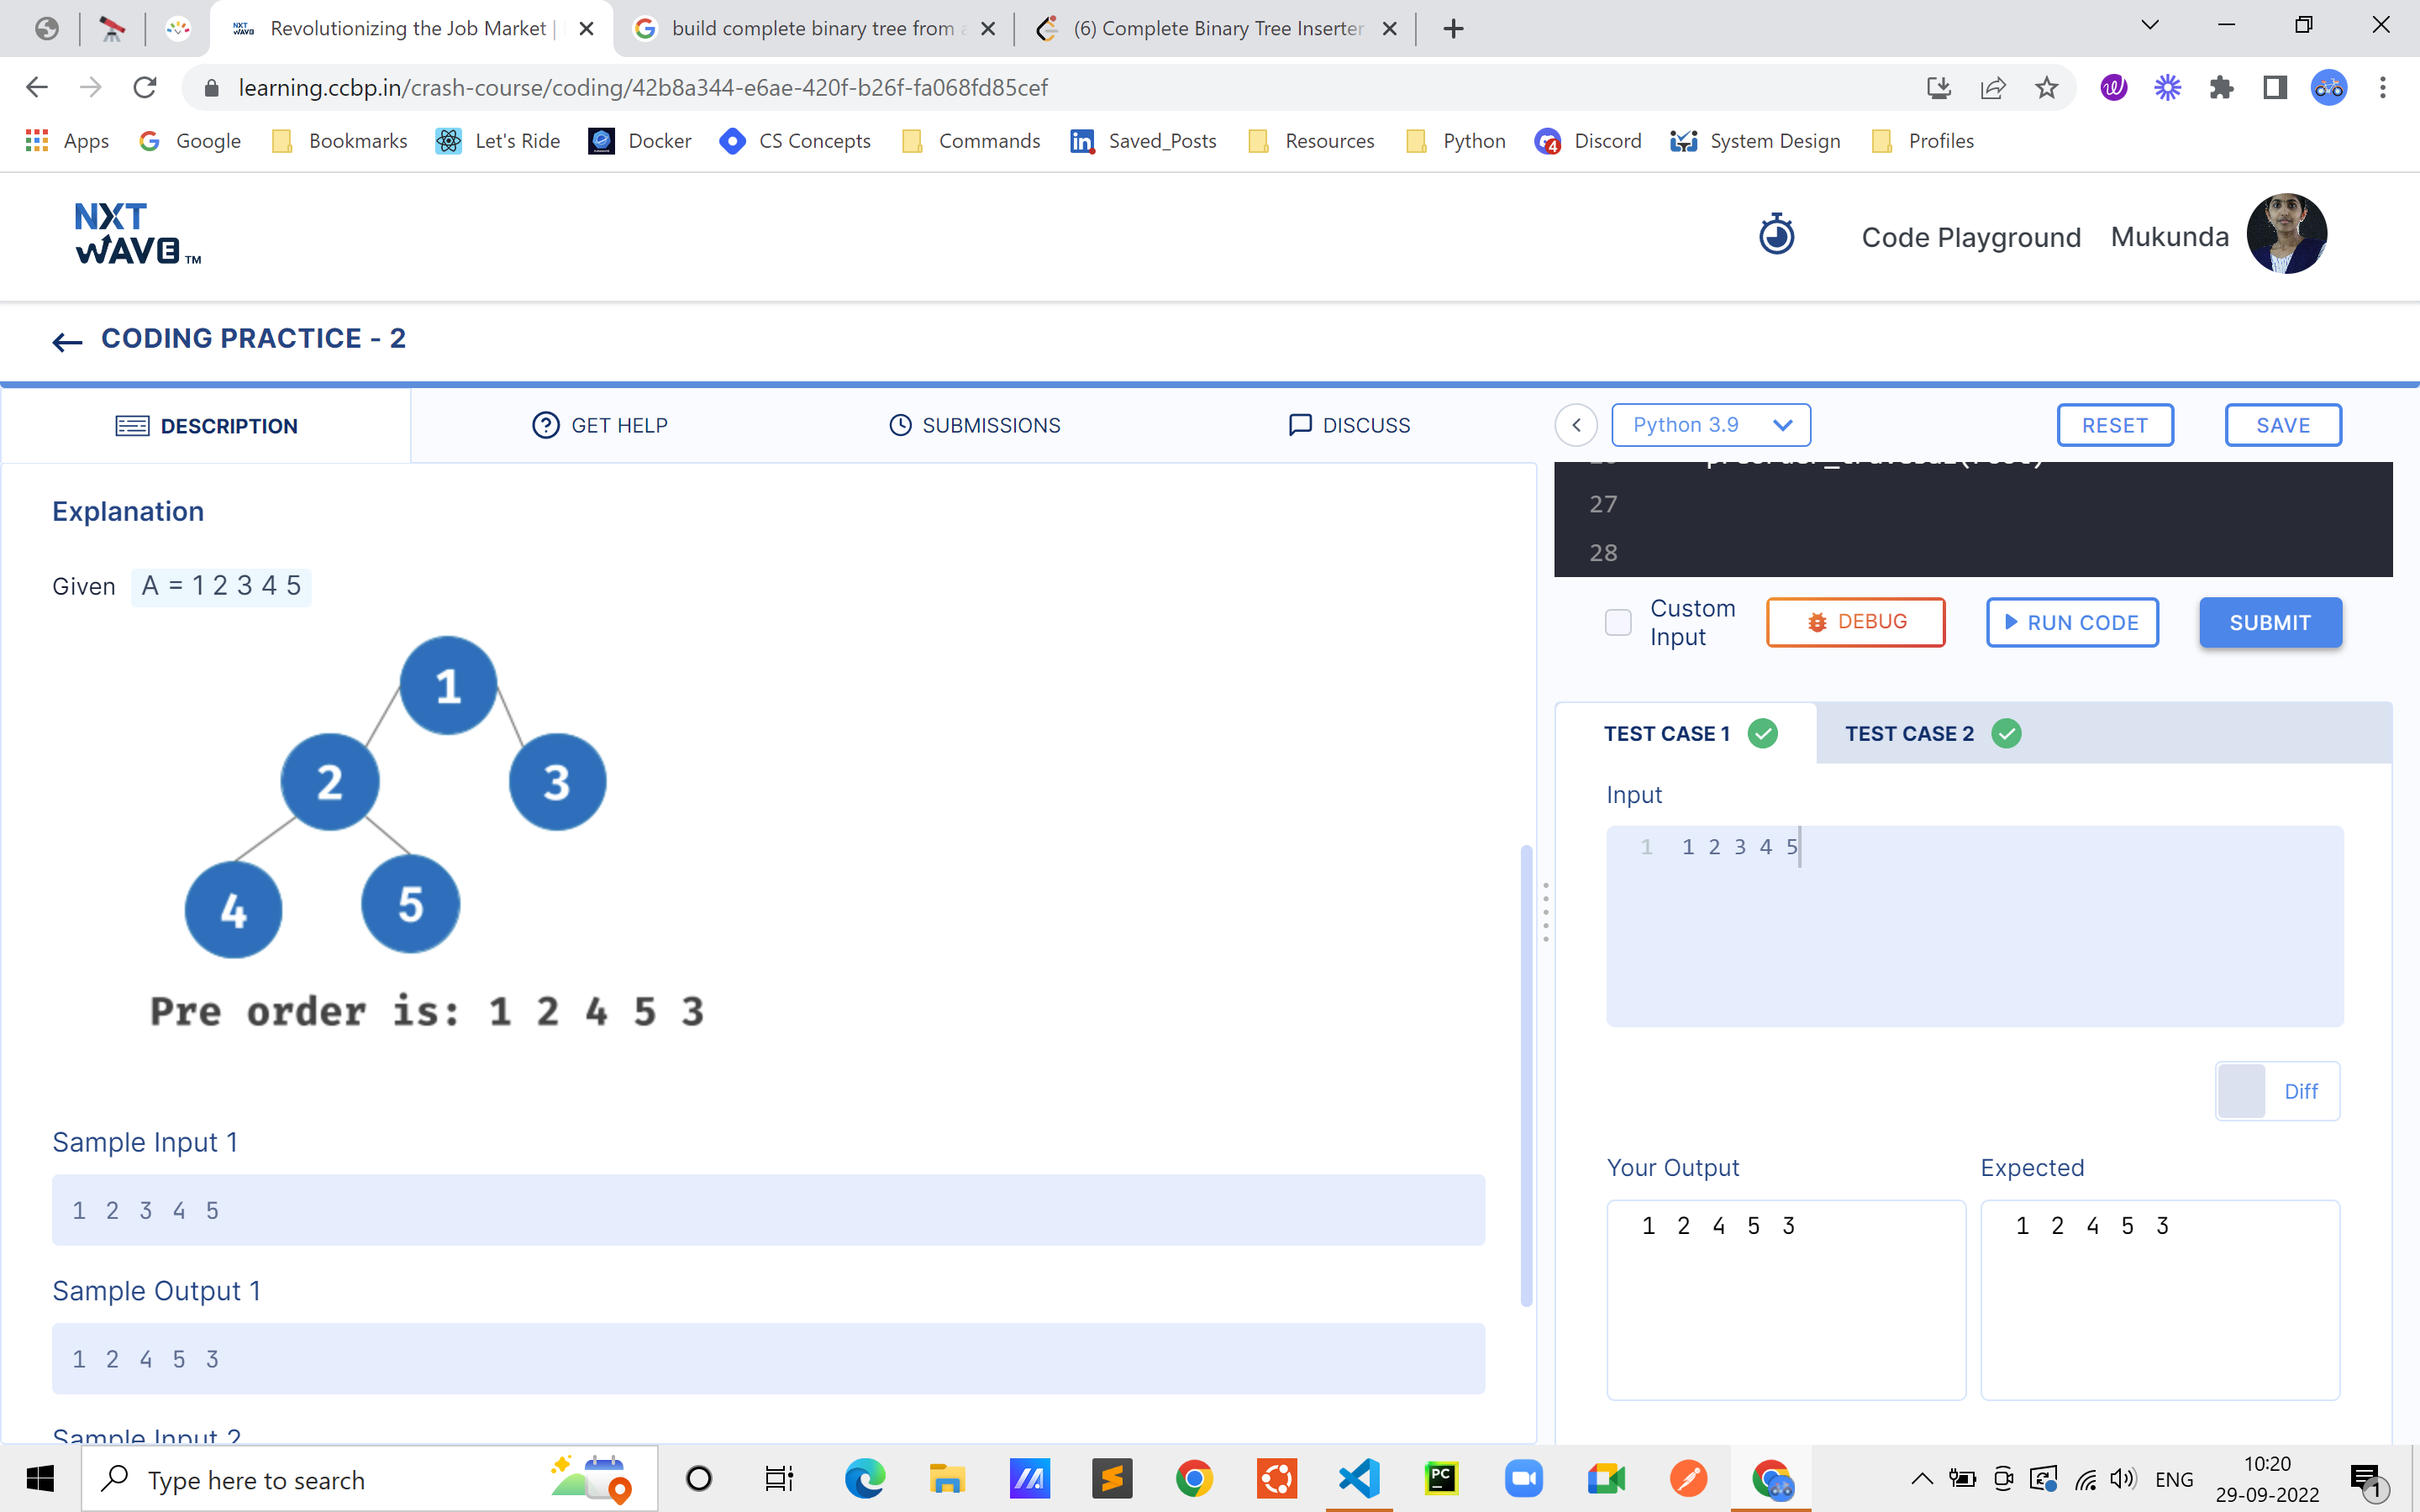 Revolutionizing the Job Market |
build complete binary tree from a
(6) Complete Binary Tree Inserter
learning.ccbp.in/crash-course/coding/42b8a344-e6ae-420f-b26f-fa068fd85cef
Apps Google Bookmarks Let's Ride Docker CS Concepts Commands Saved_Posts Resources Python Discord System Design Profiles
NXT
WAVE TM
Code Playground Mukunda
CODING PRACTICE - 2
DESCRIPTION GET HELP SUBMISSIONS DISCUSS
Python 3.9 RESET SAVE
Explanation
Given A = 1 2 3 4 5
1
2 3
4 5
Pre order is: 1 2 4 5 3
Sample Input 1
1 2 3 4 5
Sample Output 1
1 2 4 5 3
Sample Input 2
27
28
Custom
Input
DEBUG RUN CODE SUBMIT
TEST CASE 1 TEST CASE 2
Input
1 1 2 3 4 5
Diff
Your Output Expected
1 2 4 5 3 1 2 4 5 3
Type here to search
ENG
10:20
29-09-2022
1